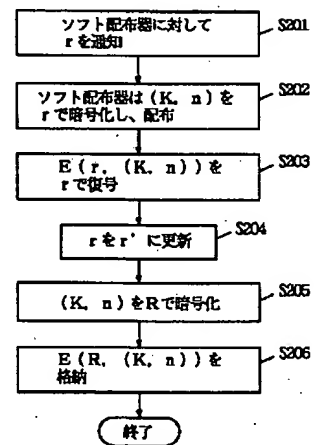 ソフト配布器に対して
rを通知
S201
ソフト配布器は(K, n)を
rで暗号化し、配布
S202
E(r, (K, n))を
rで復号
S203
rをr'に更新
S204
(K, n)をRで暗号化
S205
E(R, (K, n))を
格納
S206
終了